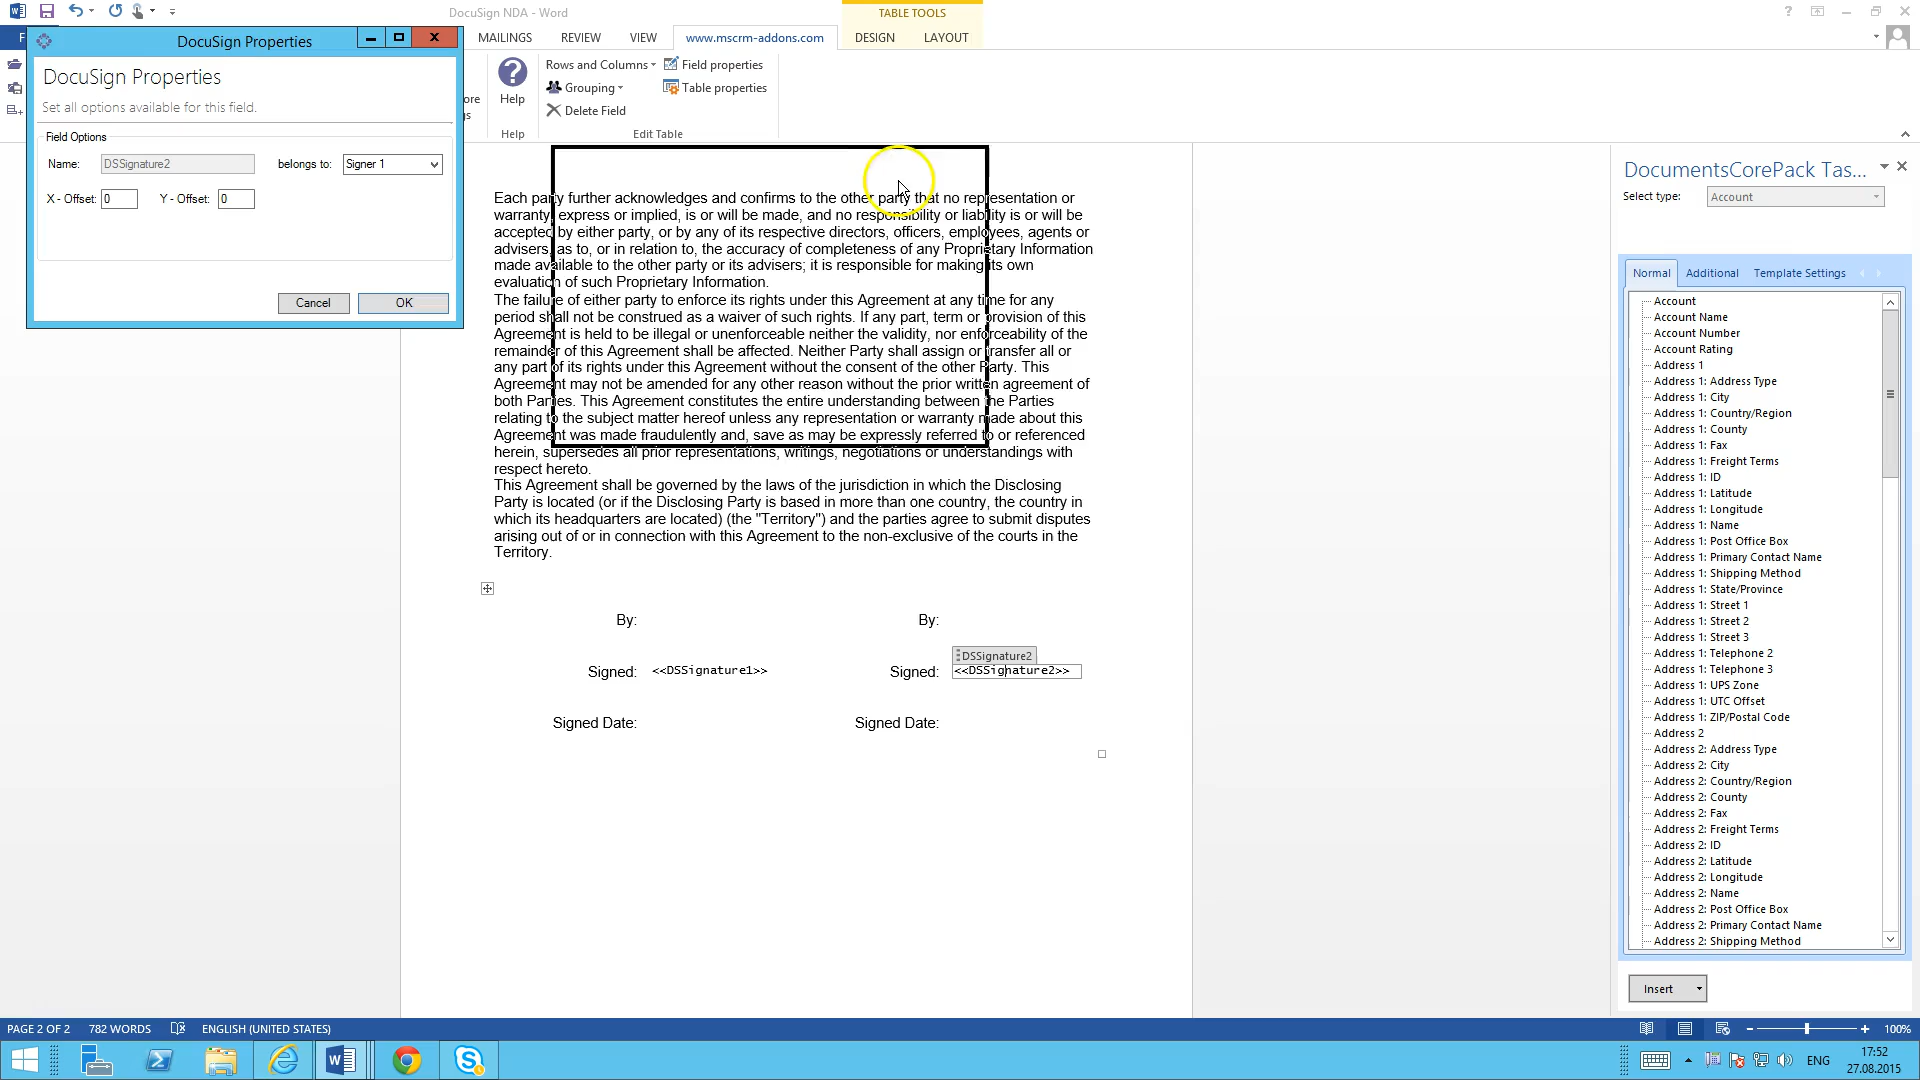 DocuSign NDA - Word
TABLE TOOLS
F
MAILINGS
REVIEW
VIEW
www.mscrm-addons.com
DESIGN
LAYOUT
DocuSign Properties
DocuSign Properties
Set all options available for this field.
Field Options
Name:
DSSignature2
belongs to:
Signer 1
X - Offset:
0
Y - Offset:
0
Cancel
OK
ore
gs
Help
Help
Rows and Columns
Grouping
Delete Field
Field properties
Table properties
Edit Table
Each party further acknowledges and confirms to the other party that no representation or
warranty, express or implied, is or will be made, and no responsibility or liability is or will be
accepted by either party, or by any of its respective directors, officers, employees, agents or
advisers, as to, or in relation to, the accuracy of completeness of any Proprietary Information
made available to the other party or its advisers; it is responsible for making its own
evaluation of such Proprietary Information.
The failure of either party to enforce its rights under this Agreement at any time for any
period shall not be construed as a waiver of such rights. If any part, term or provision of this
Agreement is held to be illegal or unenforceable neither the validity, nor enforceability of the
remainder of this Agreement shall be affected. Neither Party shall assign or transfer all or
any part of its rights under this Agreement without the consent of the other Party. This
Agreement may not be amended for any other reason without the prior written agreement of
both Parties. This Agreement constitutes the entire understanding between the Parties
relating to the subject matter hereof unless any representation or warranty made about this
Agreement was made fraudulently and, save as may be expressly referred to or referenced
herein, supersedes all prior representations, writings, negotiations or understandings with
respect hereto.
This Agreement shall be governed by the laws of the jurisdiction in which the Disclosing
Party is located (or if the Disclosing Party is based in more than one country, the country in
which its headquarters are located) (the "Territory") and the parties agree to submit disputes
arising out of or in connection with this Agreement to the non-exclusive of the courts in the
Territory.
By:
By:
DSSignature2
Signed: <<DSSignature1>>
Signed: <<DSSignature2>>
Signed Date:
Signed Date:
DocumentsCorePack Tas...
Select type:
Account
Normal
Additional
Template Settings
Account
Account Name
Account Number
Account Rating
Address 1
Address 1: Address Type
Address 1: City
Address 1: Country/Region
Address 1: County
Address 1: Fax
Address 1: Freight Terms
Address 1: ID
Address 1: Latitude
Address 1: Longitude
Address 1: Name
Address 1: Post Office Box
Address 1: Primary Contact Name
Address 1: Shipping Method
Address 1: State/Province
Address 1: Street 1
Address 1: Street 2
Address 1: Street 3
Address 1: Telephone 2
Address 1: Telephone 3
Address 1: UPS Zone
Address 1: UTC Offset
Address 1: ZIP/Postal Code
Address 2
Address 2: Address Type
Address 2: City
Address 2: Country/Region
Address 2: County
Address 2: Fax
Address 2: Freight Terms
Address 2: ID
Address 2: Latitude
Address 2: Longitude
Address 2: Name
Address 2: Post Office Box
Address 2: Primary Contact Name
Address 2: Shipping Method
Insert
PAGE 2 OF 2
782 WORDS
ENGLISH (UNITED STATES)
100%
ENG
17:52
27.08.2015